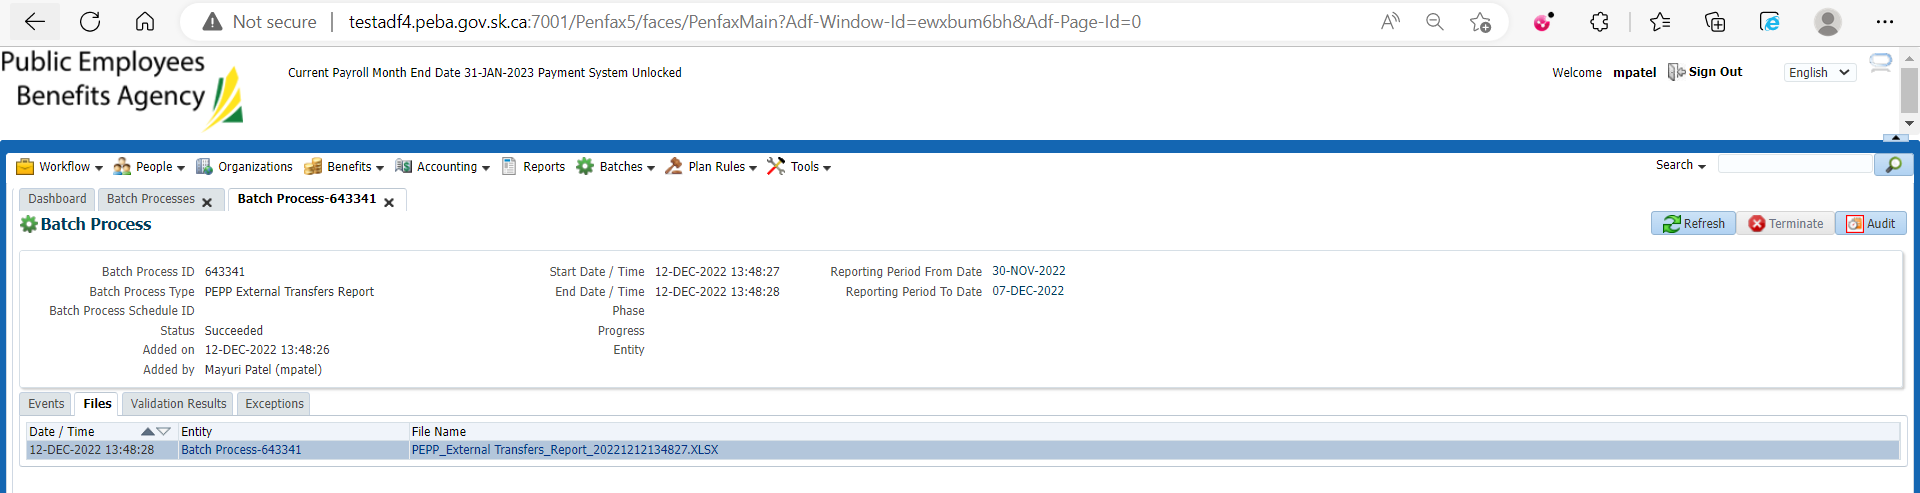 Not secure testadf4.peba.gov.sk.ca:7001/Penfax5/faces/PenfaxMain?Adf-Window-Id=ewxbum6bh&Adf-Page-Id=0
Public Employees
Benefits Agency
Current Payroll Month End Date 31-JAN-2023 Payment System Unlocked
Welcome mpatel Sign Out English
Workflow People Organizations Benefits Accounting Reports Batches Plan Rules Tools Search
Dashboard Batch Processes Batch Process-643341
Batch Process
Refresh Terminate Audit
Batch Process ID 643341 Start Date / Time 12-DEC-2022 13:48:27 Reporting Period From Date 30-NOV-2022
Batch Process Type PEPP External Transfers Report End Date / Time 12-DEC-2022 13:48:28 Reporting Period To Date 07-DEC-2022
Batch Process Schedule ID Phase
Status Succeeded Progress
Added on 12-DEC-2022 13:48:26 Entity
Added by Mayuri Patel (mpatel)
Events Files Validation Results Exceptions
Date / Time Entity File Name
12-DEC-2022 13:48:28 Batch Process-643341 PEPP_External Transfers_Report_20221212134827.XLSX